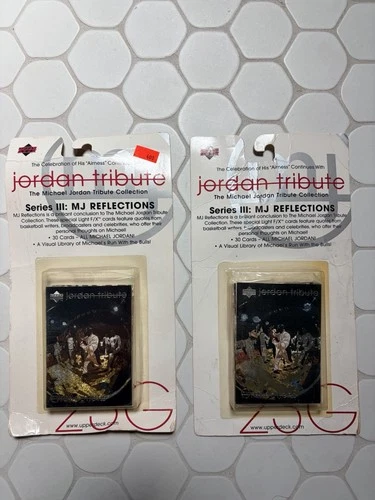 The Celebration of His "Airness" Continues With
jordan tribute
The Michael Jordan Tribute Collection
Series III: MJ REFLECTIONS
MJ Reflections is a brilliant conclusion to The Michael Jordan Tribute
Collection. These special Light F/X™ cards feature quotes from
basketball writers, broadcasters and celebrities, who offer their
personal thoughts on Michael!
• 30 Cards - ALL MICHAEL JORDAN!
• A Visual Library of Michael's Run With the Bulls!
jordan tribute
23G
www.upperdeck.com
The Celebration of His "Airness" Continues With
jordan tribute
The Michael Jordan Tribute Collection
Series III: MJ REFLECTIONS
MJ Reflections is a brilliant conclusion to The Michael Jordan Tribute
Collection. These special Light F/X™ cards feature quotes from
basketball writers, broadcasters and celebrities, who offer their
personal thoughts on Michael!
• 30 Cards - ALL MICHAEL JORDAN!
• A Visual Library of Michael's Run With the Bulls!
jordan tribute
23G
www.upperdeck.com